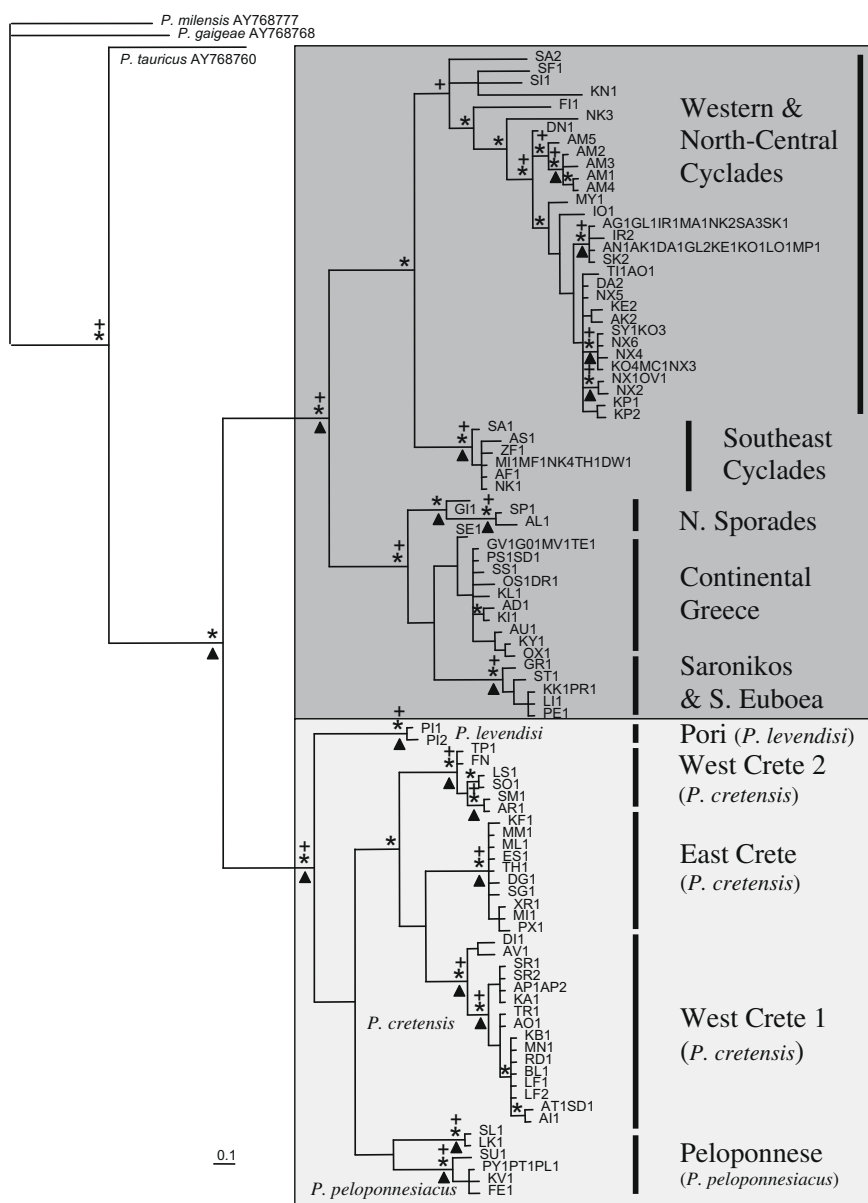 P. milensis AY768777
P. gaigeae AY768768
P. tauricus AY768760
SA2
SF1
SI1
KN1
FI1
NK3
DN1
AM5
AM2
AM3
AM1
AM4
MY1
IO1
AG1GL1IR1MA1NK2SA3SK1
IR2
AN1AK1DA1GL2KE1KO1LO1MP1
SK2
TI1AO1
DA2
NX5
KE2
AK2
SY1KO3
NX6
NX4
KO4MC1NX3
NX1OV1
NX2
KP1
KP2
Western &
North-Central
Cyclades
SA1
AS1
ZF1
MI1MF1NK4TH1DW1
AF1
NK1
Southeast
Cyclades
GI1
SP1
AL1
N. Sporades
SE1
GV1G01MV1TE1
PS1SD1
SS1
OS1DR1
KL1
AD1
KI1
AU1
KY1
OX1
Continental
Greece
GR1
ST1
KK1PR1
LI1
PE1
Saronikos
& S. Euboea
PI1
PI2
P. levendisi
Pori (P. levendisi)
TP1
FN
LS1
SO1
SM1
AR1
West Crete 2
(P. cretensis)
KF1
MM1
ML1
ES1
TH1
DG1
SG1
XR1
MI1
PX1
East Crete
(P. cretensis)
DI1
AV1
SR1
SR2
AP1AP2
KA1
TR1
AO1
KB1
MN1
RD1
BL1
LF1
LF2
AT1SD1
AI1
P. cretensis
West Crete 1
(P. cretensis)
SL1
LK1
SU1
PY1PT1PL1
KV1
FE1
P. peloponnesiacus
Peloponnese
(P. peloponnesiacus)
0.1